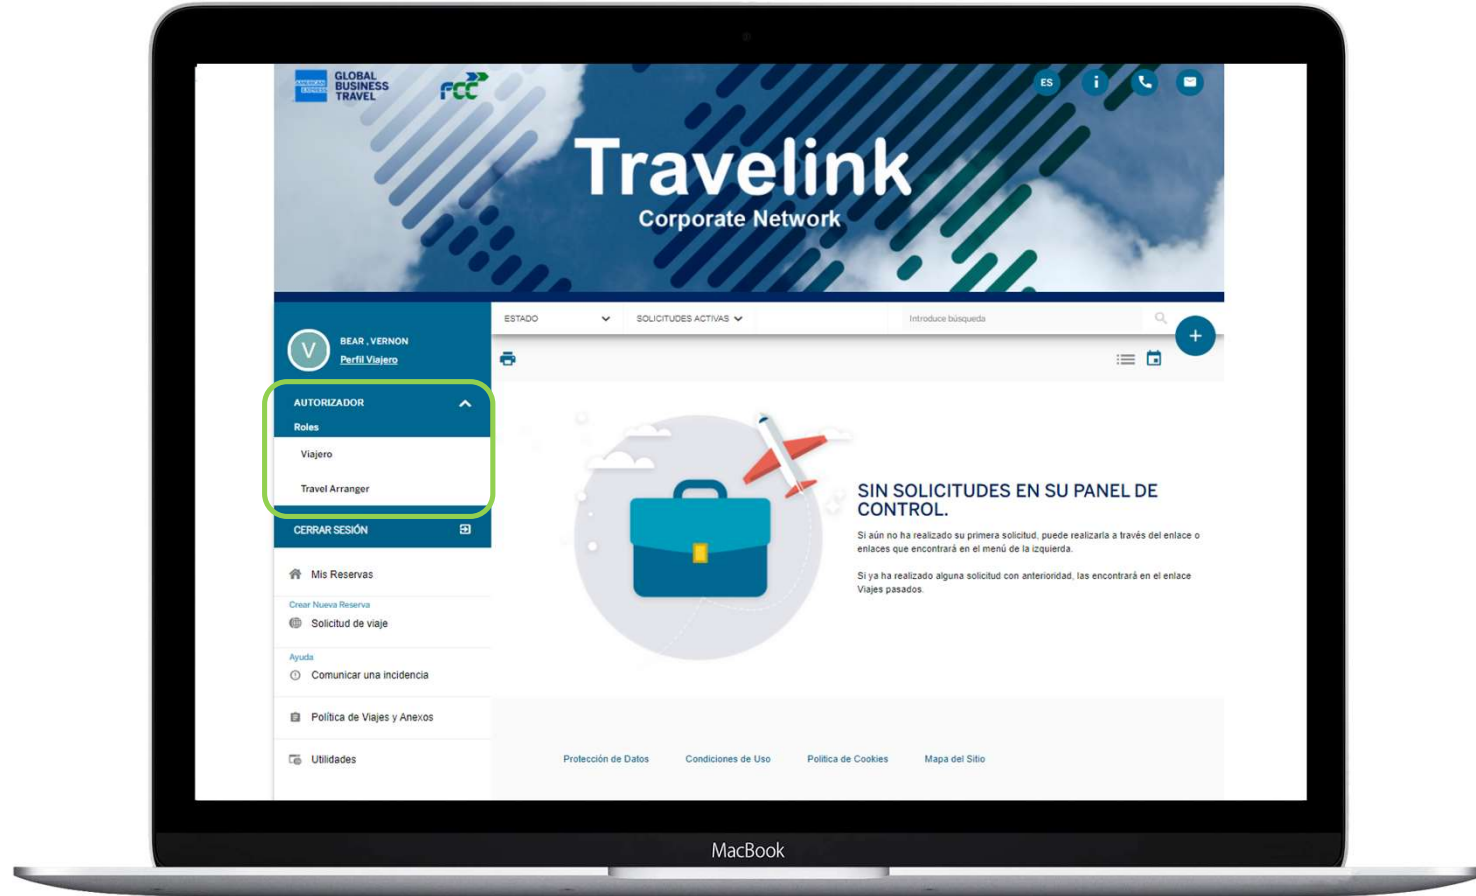 AMERICAN
EXPRESS
GLOBAL
BUSINESS
TRAVEL
FCC
ES
i
Travelink
Corporate Network
ESTADO
SOLICITUDES ACTIVAS
Introduce búsqueda
V
BEAR , VERNON
Perfil Viajero
+
AUTORIZADOR
Roles
Viajero
Travel Arranger
CERRAR SESIÓN
Mis Reservas
Crear Nueva Reserva
Solicitud de viaje
Ayuda
Comunicar una incidencia
Política de Viajes y Anexos
Utilidades
SIN SOLICITUDES EN SU PANEL DE
CONTROL.
Si aún no ha realizado su primera solicitud, puede realizarla a través del enlace o
enlaces que encontrará en el menú de la izquierda.
Si ya ha realizado alguna solicitud con anterioridad, las encontrará en el enlace
Viajes pasados.
Protección de Datos
Condiciones de Uso
Política de Cookies
Mapa del Sitio
MacBook